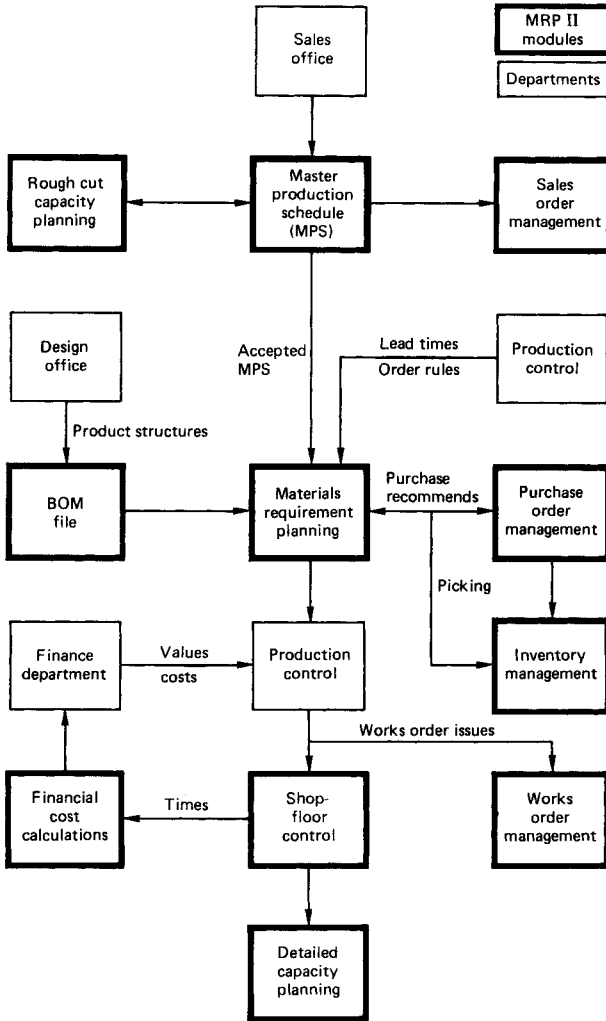 Sales
office
MRP II
modules
Departments
Rough cut
capacity
planning
Master
production
schedule
(MPS)
Sales
order
management
Design
office
Accepted
MPS
Lead times
Order rules
Production
control
Product structures
BOM
file
Materials
requirement
planning
Purchase
recommends
Purchase
order
management
Picking
Finance
department
Values
costs
Production
control
Inventory
management
Works order issues
Financial
cost
calculations
Times
Shop-
floor
control
Works
order
management
Detailed
capacity
planning